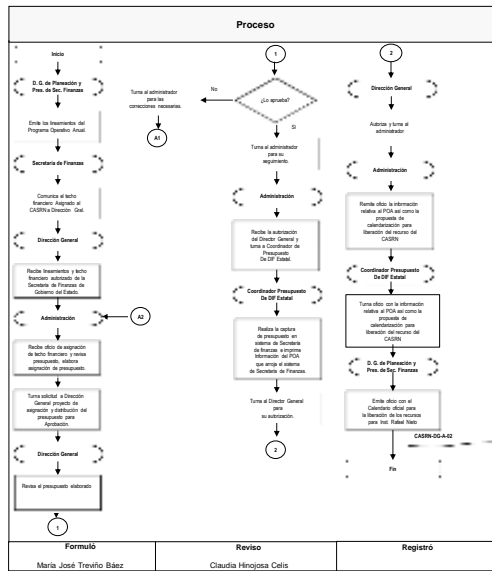 Proceso
Inicio
D. G. de Planeación y
Pres. de Sec. Finanzas
Emite los lineamientos del
Programa Operativo Anual.
Secretaría de Finanzas
Comunica el techo
financiero Asignado al
CASRN a Dirección Gral.
Dirección General
Recibe lineamientos y techo
financiero autorizado de la
Secretaría de Finanzas de
Gobierno del Estado.
Administración
A2
Recibe oficio de asignación
de techo financiero y revisa
presupuesto, elabora
asignación de presupuesto.
Turna solicitud a Dirección
General proyecto de
asignación y distribución del
presupuesto para
Aprobación.
Dirección General
Revisa el presupuesto elaborado
1
1
¿Lo aprueba?
No
Turna al administrador
para las
correcciones necesarias.
A1
Si
Turna al administrador
para su
seguimiento.
Administración
Recibe la autorización
del Director General y
turna a Coordinador de
Presupuesto
De DIF Estatal.
Coordinador Presupuesto
De DIF Estatal
Realiza la captura
de presupuesto en
sistema de Secretaría
de finanzas e imprime
Información del POA
que arroja el sistema
de Secretaría de Finanzas.
Turna al Director General
para
su autorización.
2
2
Dirección General
Autoriza y turna al
administrador
Administración
Remite oficio la información
relativa al POA así como la
propuesta de
calendarización para
liberación del recurso del
CASRN
Coordinador Presupuesto
De DIF Estatal
Turna oficio con la información
relativa al POA así como la
propuesta de
calendarización para
liberación del recurso del
CASRN
D. G. de Planeación y
Pres. de Sec. Finanzas
Emite oficio con el
Calendario oficial para
la liberación de los recursos
para Inst. Rafael Nieto
CASRN-DG-A-02
Fin
Formuló
María José Treviño Báez
Reviso
Claudia Hinojosa Celis
Registró